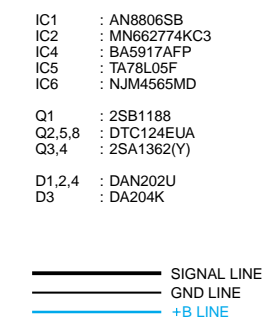 IC1 : AN8806SB
IC2 : MN662774KC3
IC4 : BA5917AFP
IC5 : TA78L05F
IC6 : NJM4565MD
Q1 : 2SB1188
Q2,5,8 : DTC124EUA
Q3,4 : 2SA1362(Y)
D1,2,4 : DAN202U
D3 : DA204K
SIGNAL LINE
GND LINE
+B LINE